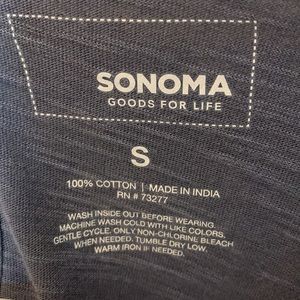 SONOMA
GOODS FOR LIFE
S
100% COTTON | MADE IN INDIA
RN # 73277
WASH INSIDE OUT BEFORE WEARING.
MACHINE WASH COLD WITH LIKE COLORS,
GENTLE CYCLE. ONLY NON-CHLORINE BLEACH
WHEN NEEDED. TUMBLE DRY LOW.
WARM IRON IF NEEDED.